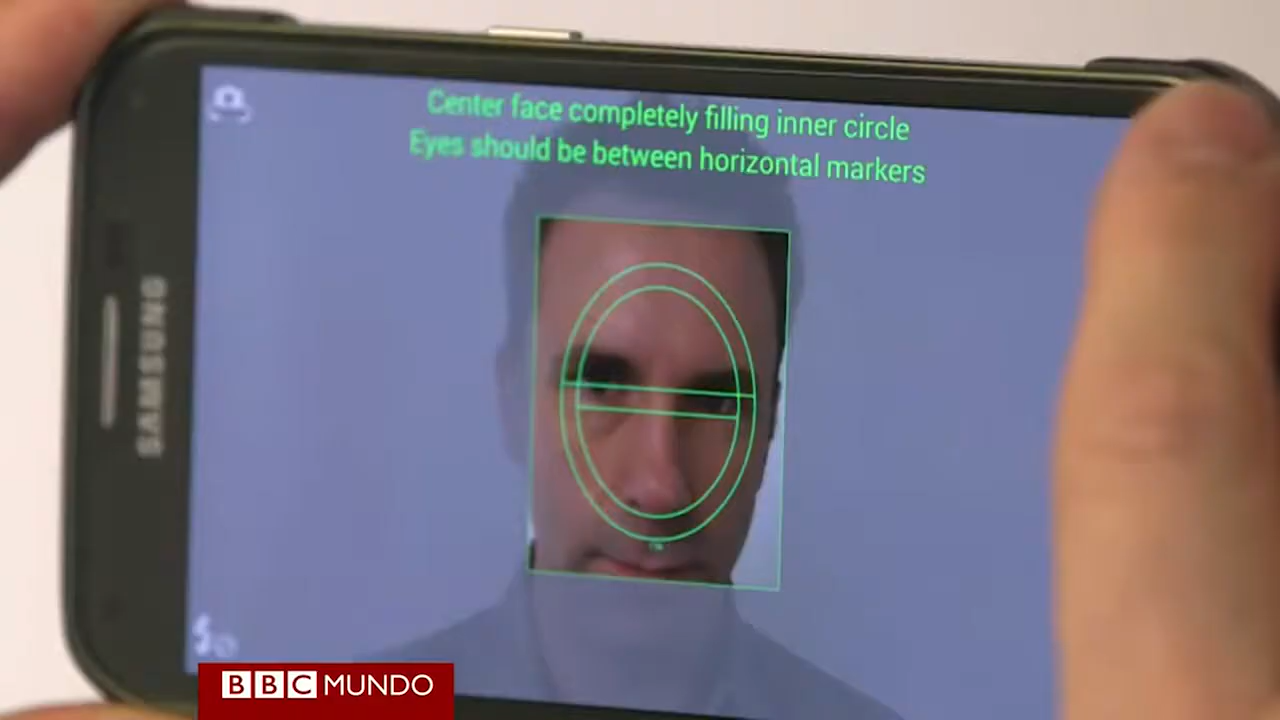 Center face completely filling inner circle
Eyes should be between horizontal markers
SAMSUNG
BBC MUNDO